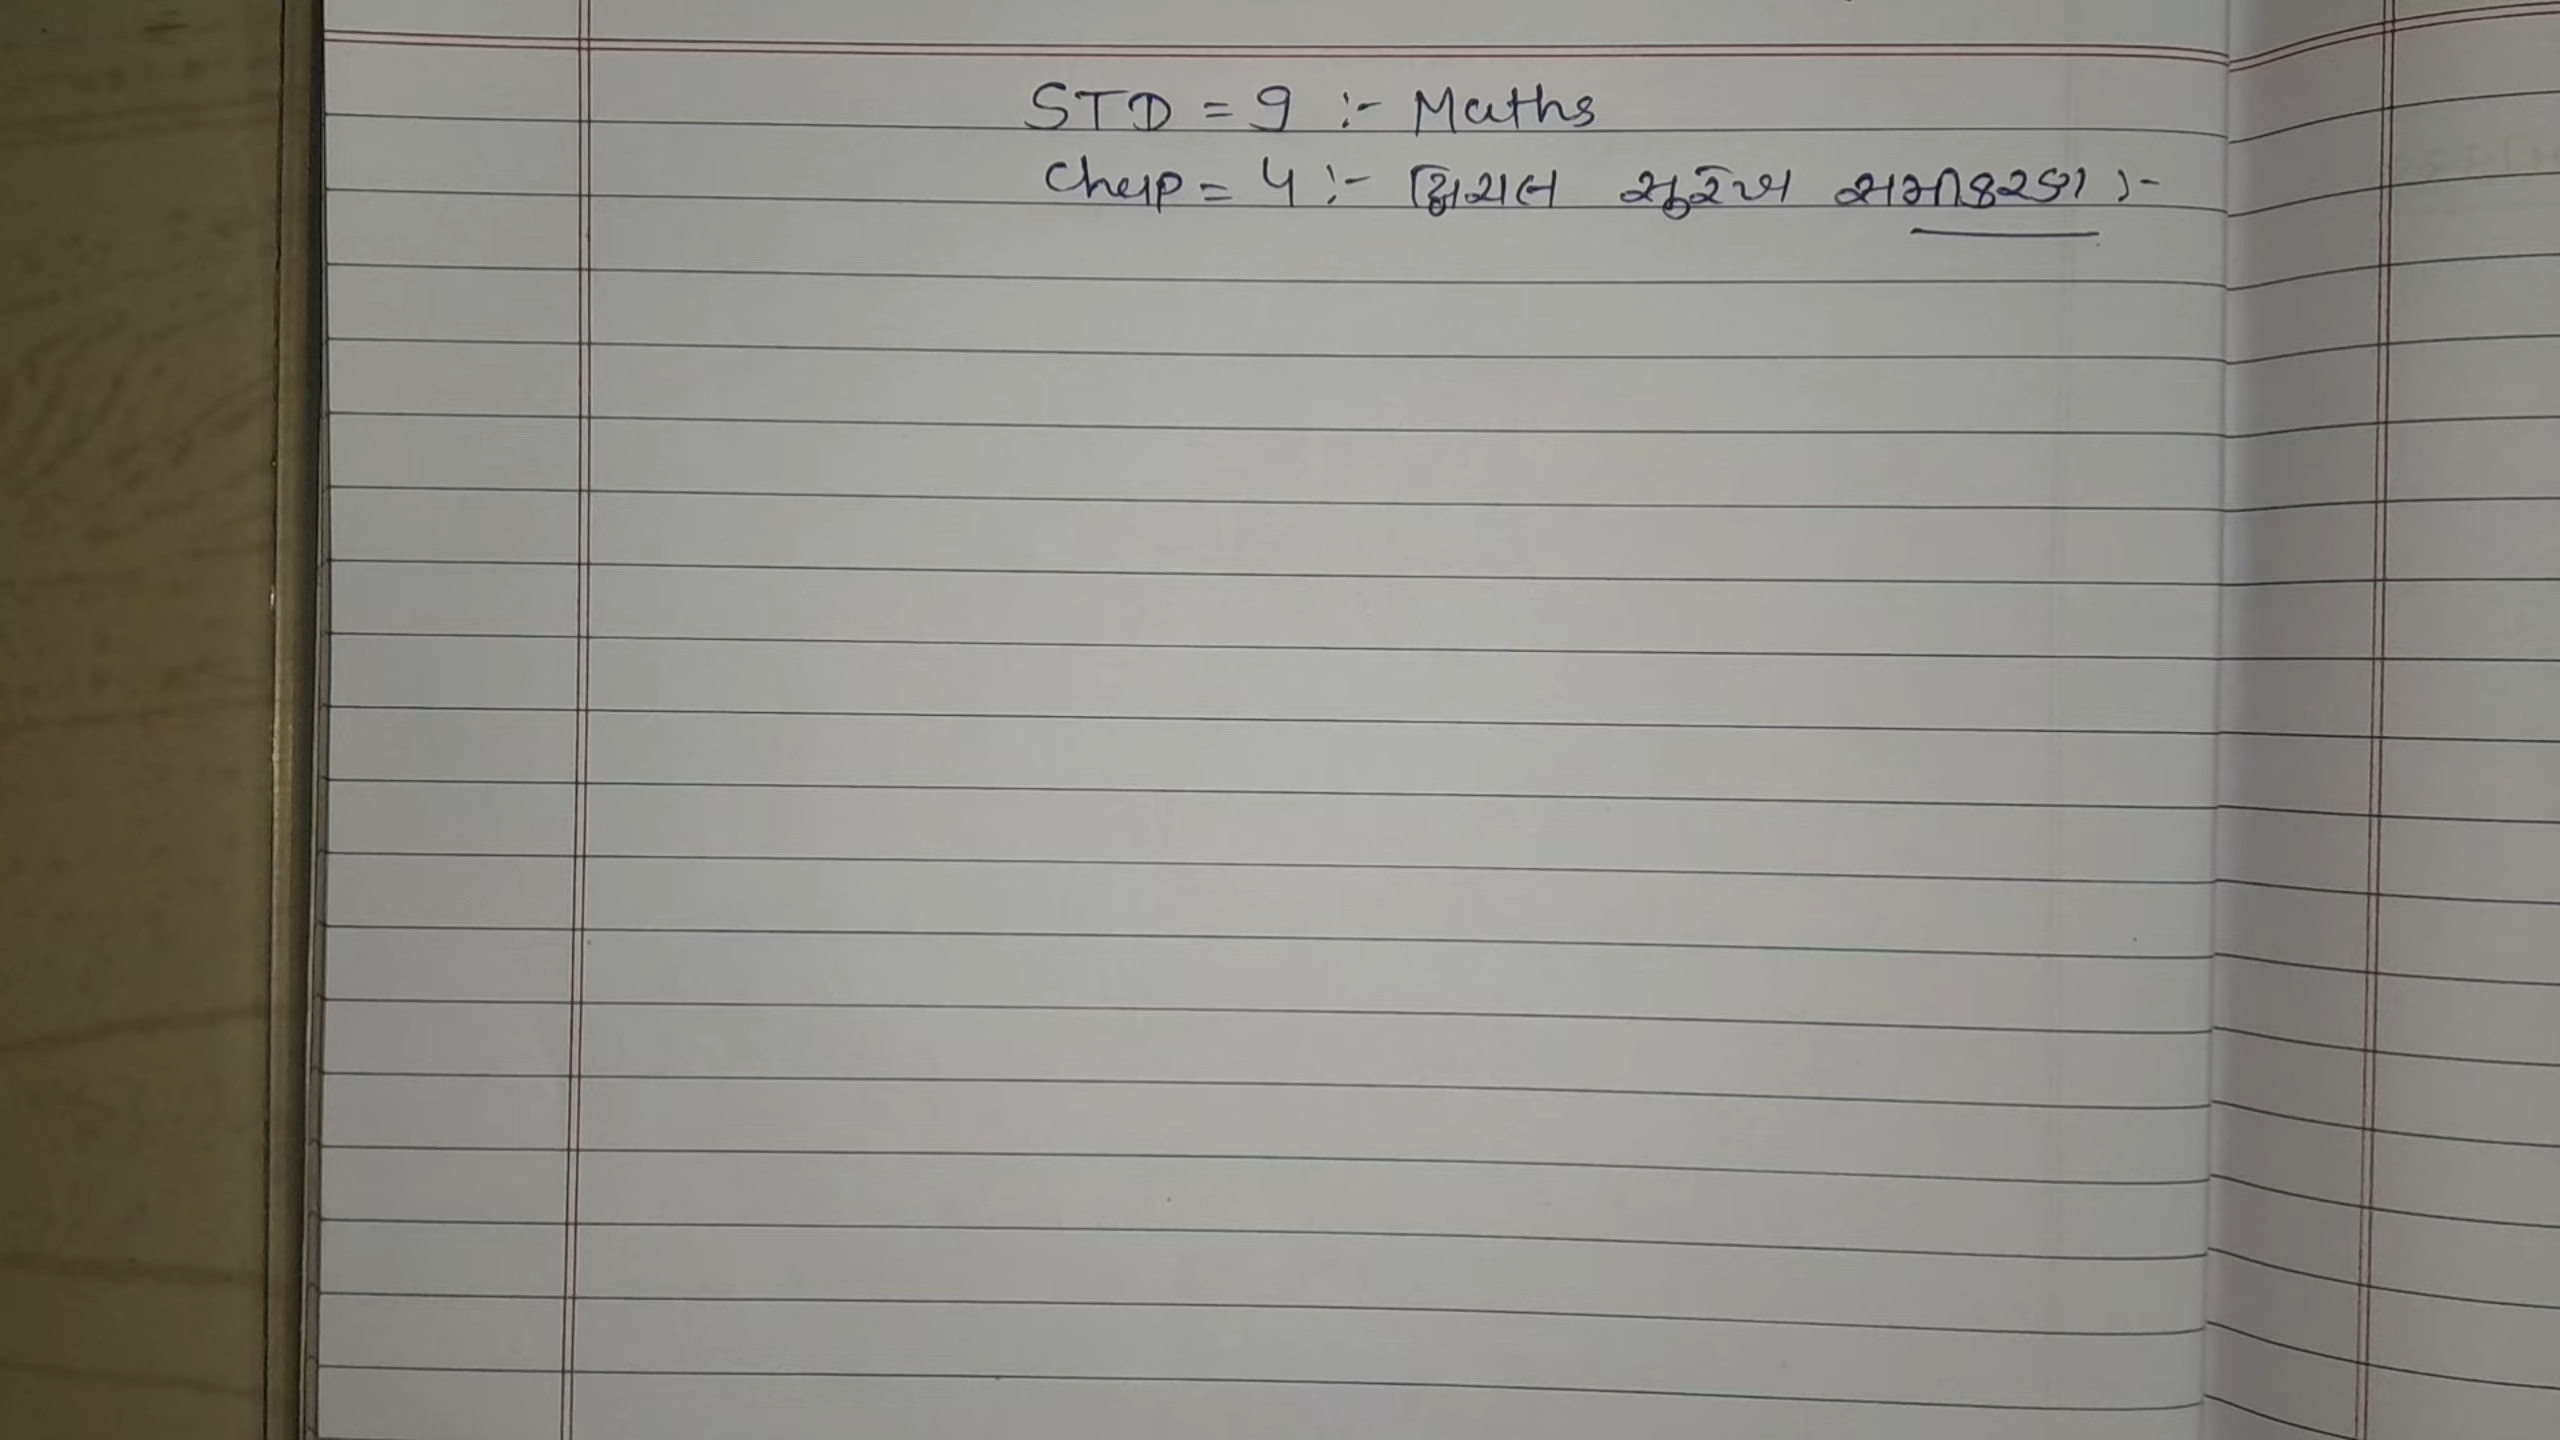 STD = 9 :- Maths
Chap = 4 :- દ્વિચલ સુરેખ સમીકરણ :-